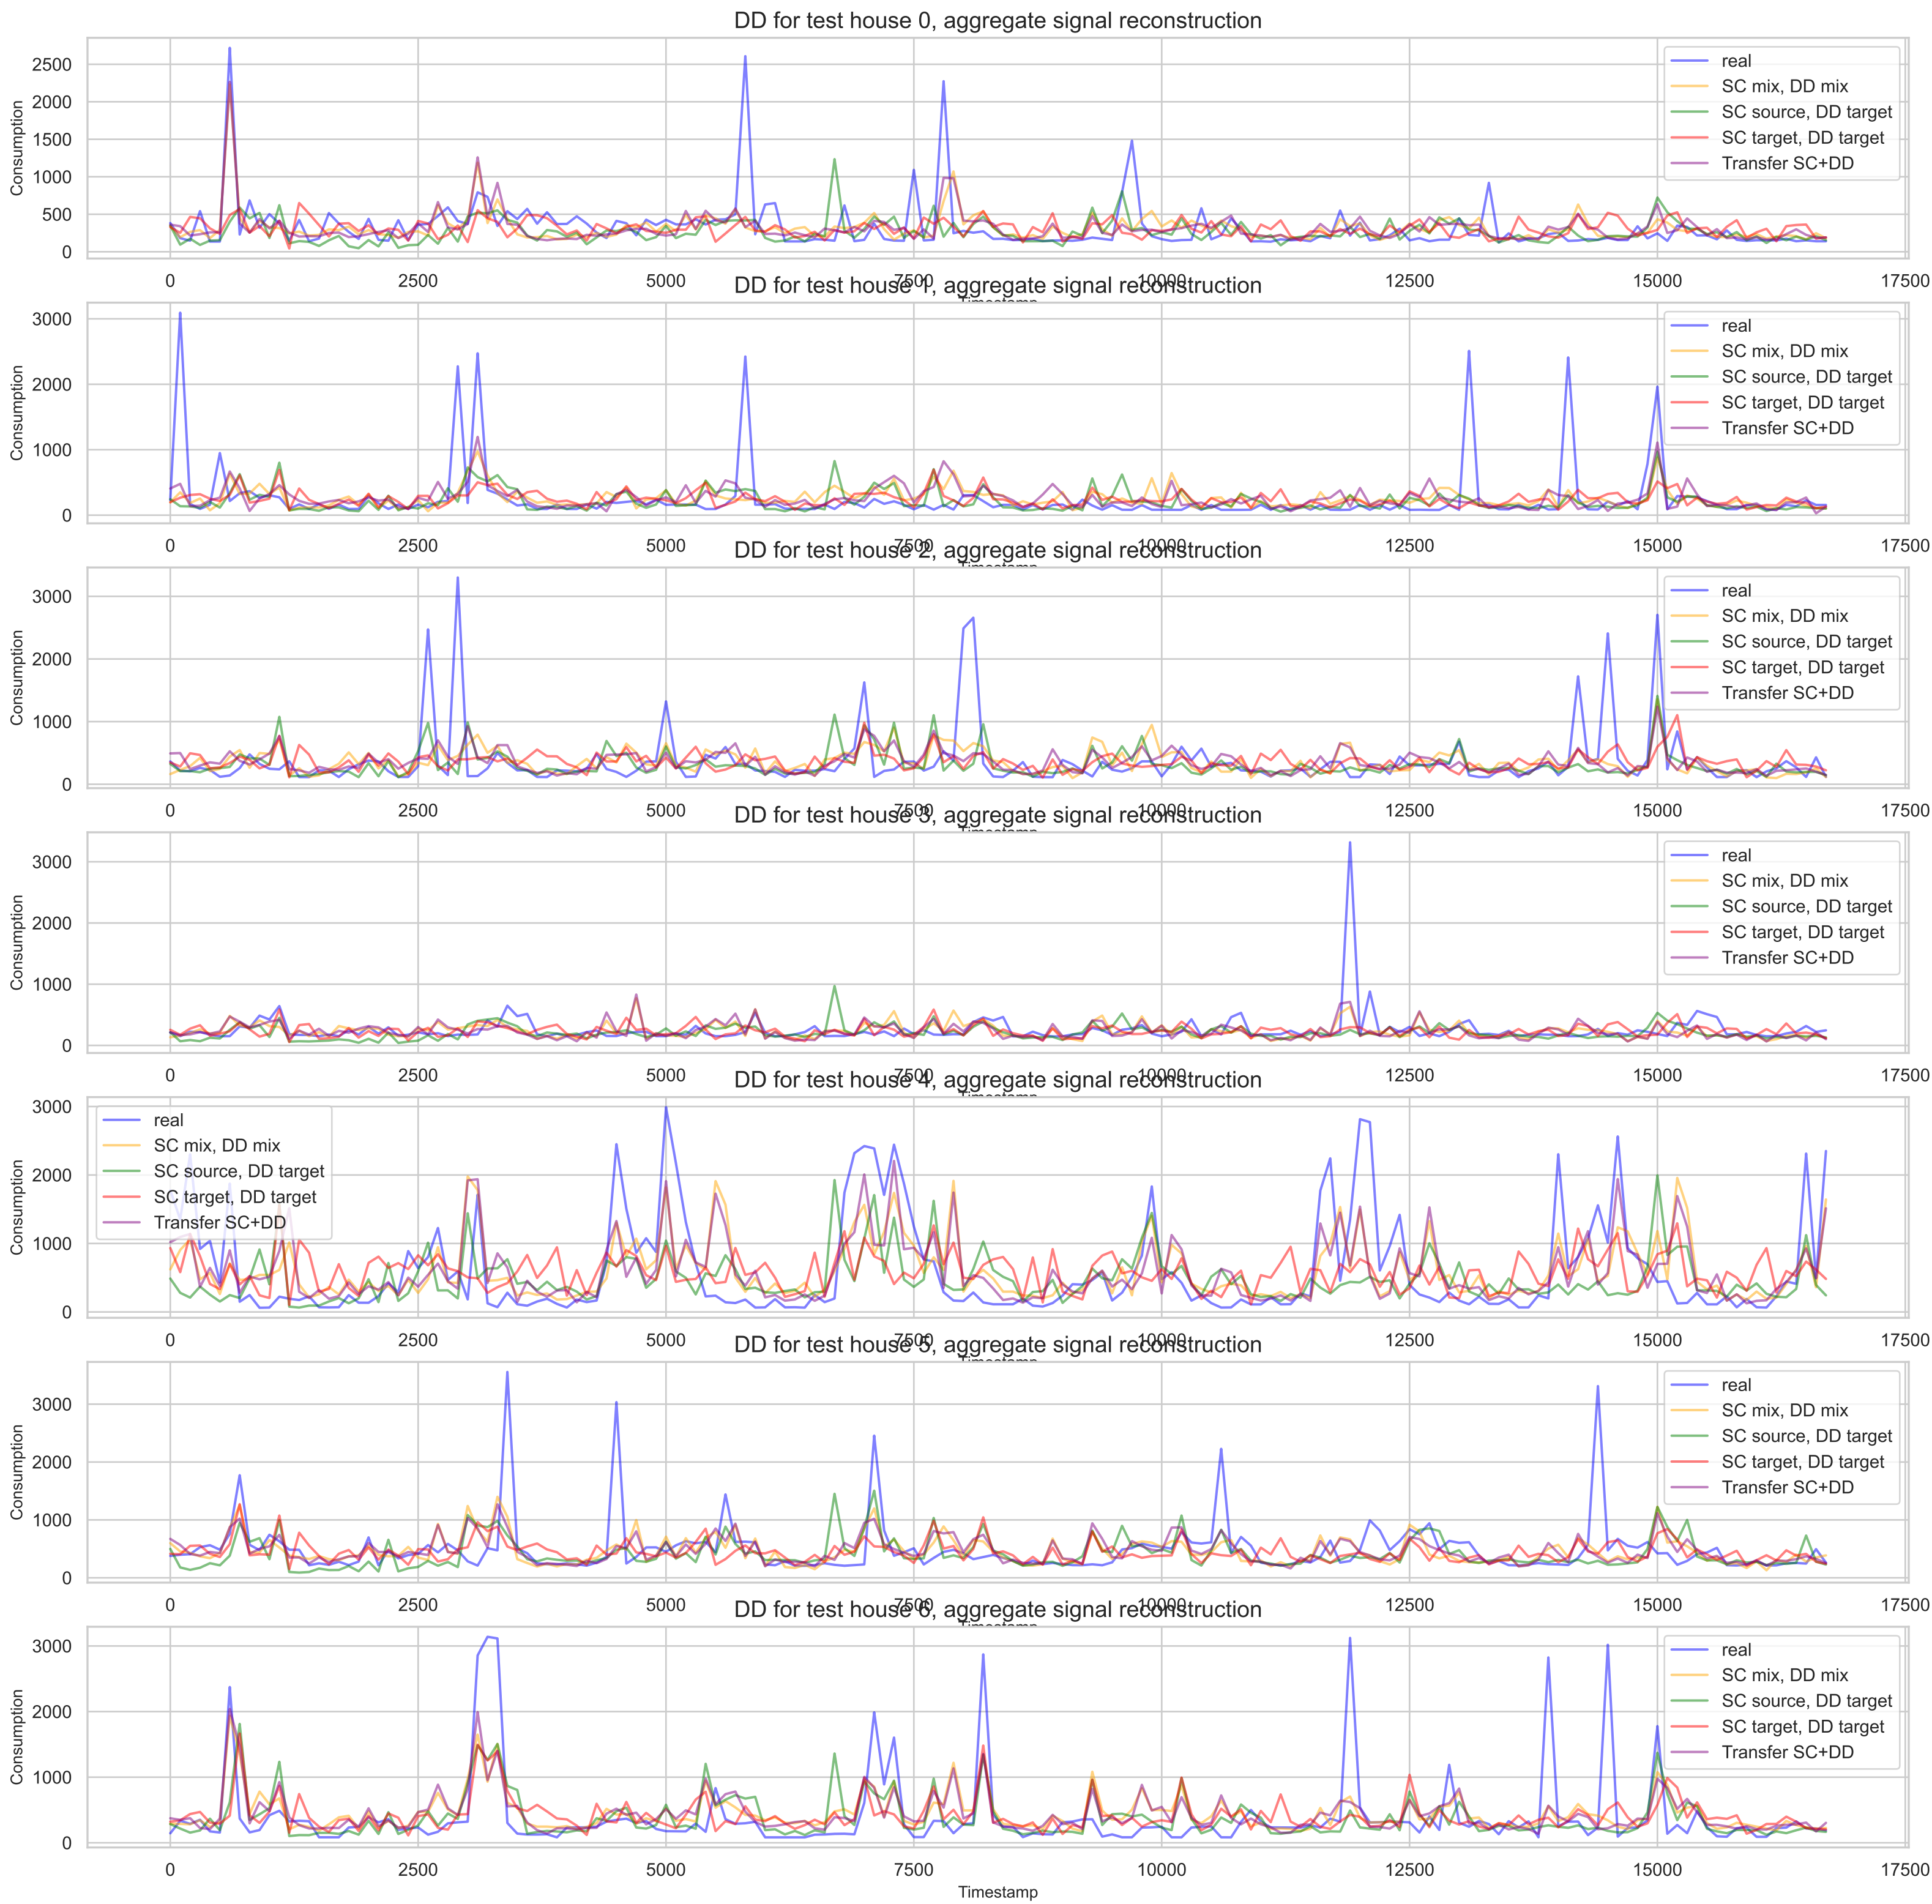 DD for test house 0, aggregate signal reconstruction
Consumption
2500
2000
1500
1000
500
0
real
SC mix, DD mix
SC source, DD target
SC target, DD target
Transfer SC+DD
0 2500 5000 7500 10000 12500 15000 17500
Timestamp
DD for test house 1, aggregate signal reconstruction
Consumption
3000
2000
1000
0
real
SC mix, DD mix
SC source, DD target
SC target, DD target
Transfer SC+DD
0 2500 5000 7500 10000 12500 15000 17500
Timestamp
DD for test house 2, aggregate signal reconstruction
Consumption
3000
2000
1000
0
real
SC mix, DD mix
SC source, DD target
SC target, DD target
Transfer SC+DD
0 2500 5000 7500 10000 12500 15000 17500
Timestamp
DD for test house 3, aggregate signal reconstruction
Consumption
3000
2000
1000
0
real
SC mix, DD mix
SC source, DD target
SC target, DD target
Transfer SC+DD
0 2500 5000 7500 10000 12500 15000 17500
Timestamp
DD for test house 4, aggregate signal reconstruction
Consumption
3000
2000
1000
0
real
SC mix, DD mix
SC source, DD target
SC target, DD target
Transfer SC+DD
0 2500 5000 7500 10000 12500 15000 17500
Timestamp
DD for test house 5, aggregate signal reconstruction
Consumption
3000
2000
1000
0
real
SC mix, DD mix
SC source, DD target
SC target, DD target
Transfer SC+DD
0 2500 5000 7500 10000 12500 15000 17500
Timestamp
DD for test house 6, aggregate signal reconstruction
Consumption
3000
2000
1000
0
real
SC mix, DD mix
SC source, DD target
SC target, DD target
Transfer SC+DD
0 2500 5000 7500 10000 12500 15000 17500
Timestamp